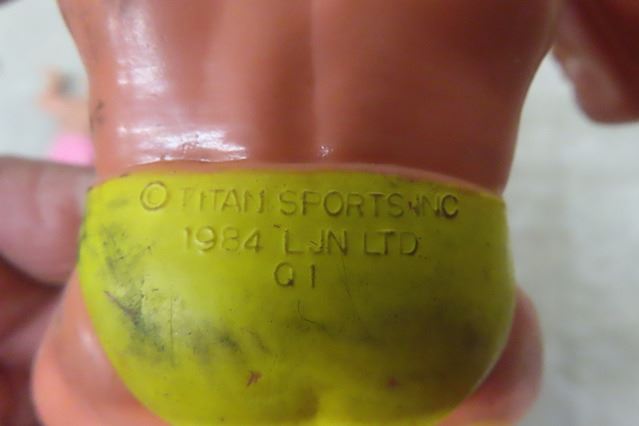 © TITAN SPORTS INC
1984 LJN LTD
Q1